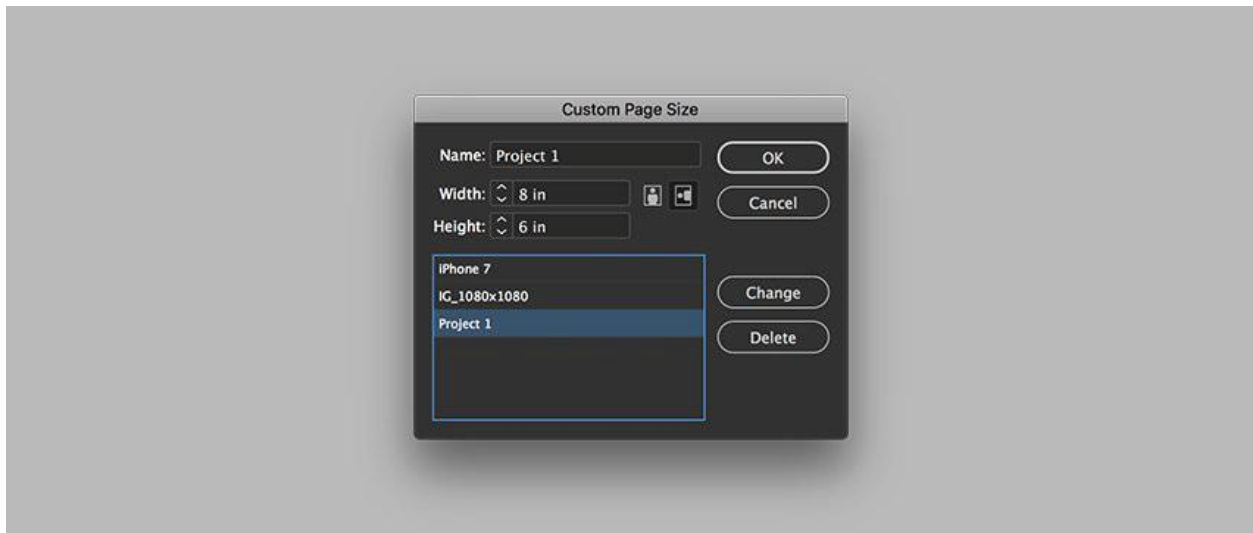 Custom Page Size
Name: Project 1
OK
Width: 8 in
Cancel
Height: 6 in
iPhone 7
IG_1080x1080
Change
Project 1
Delete